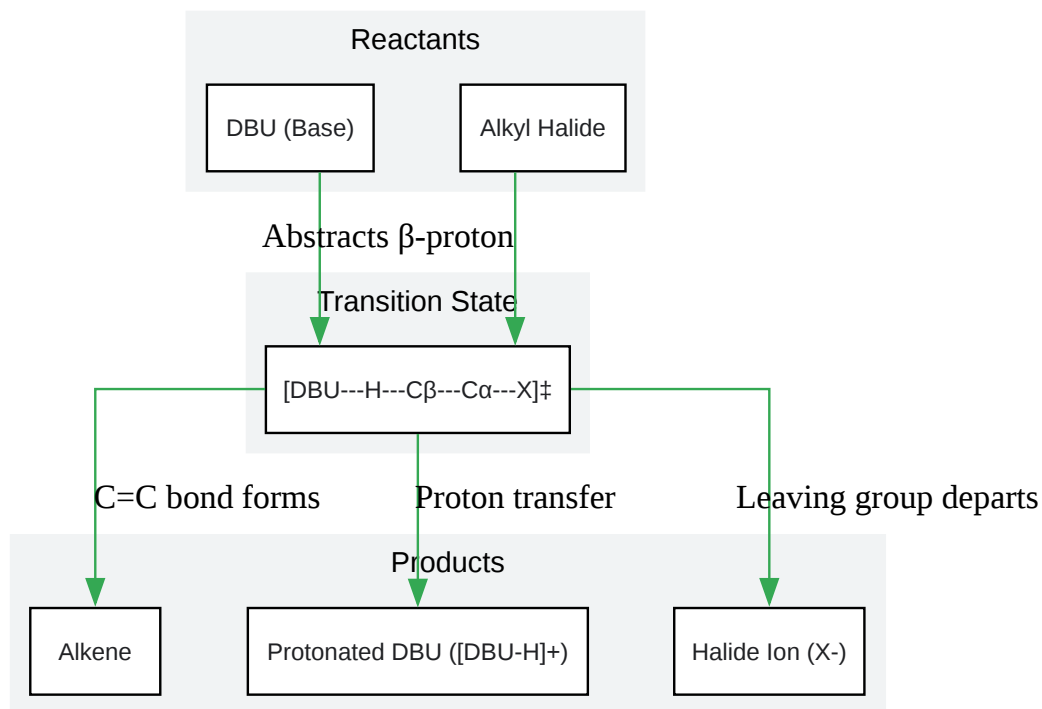 Reactants
DBU (Base)
Alkyl Halide
Abstracts β-proton
Transition State
[DBU---H---Cβ---Cα---X]‡
C=C bond forms
Proton transfer
Leaving group departs
Products
Alkene
Protonated DBU ([DBU-H]+)
Halide Ion (X-)